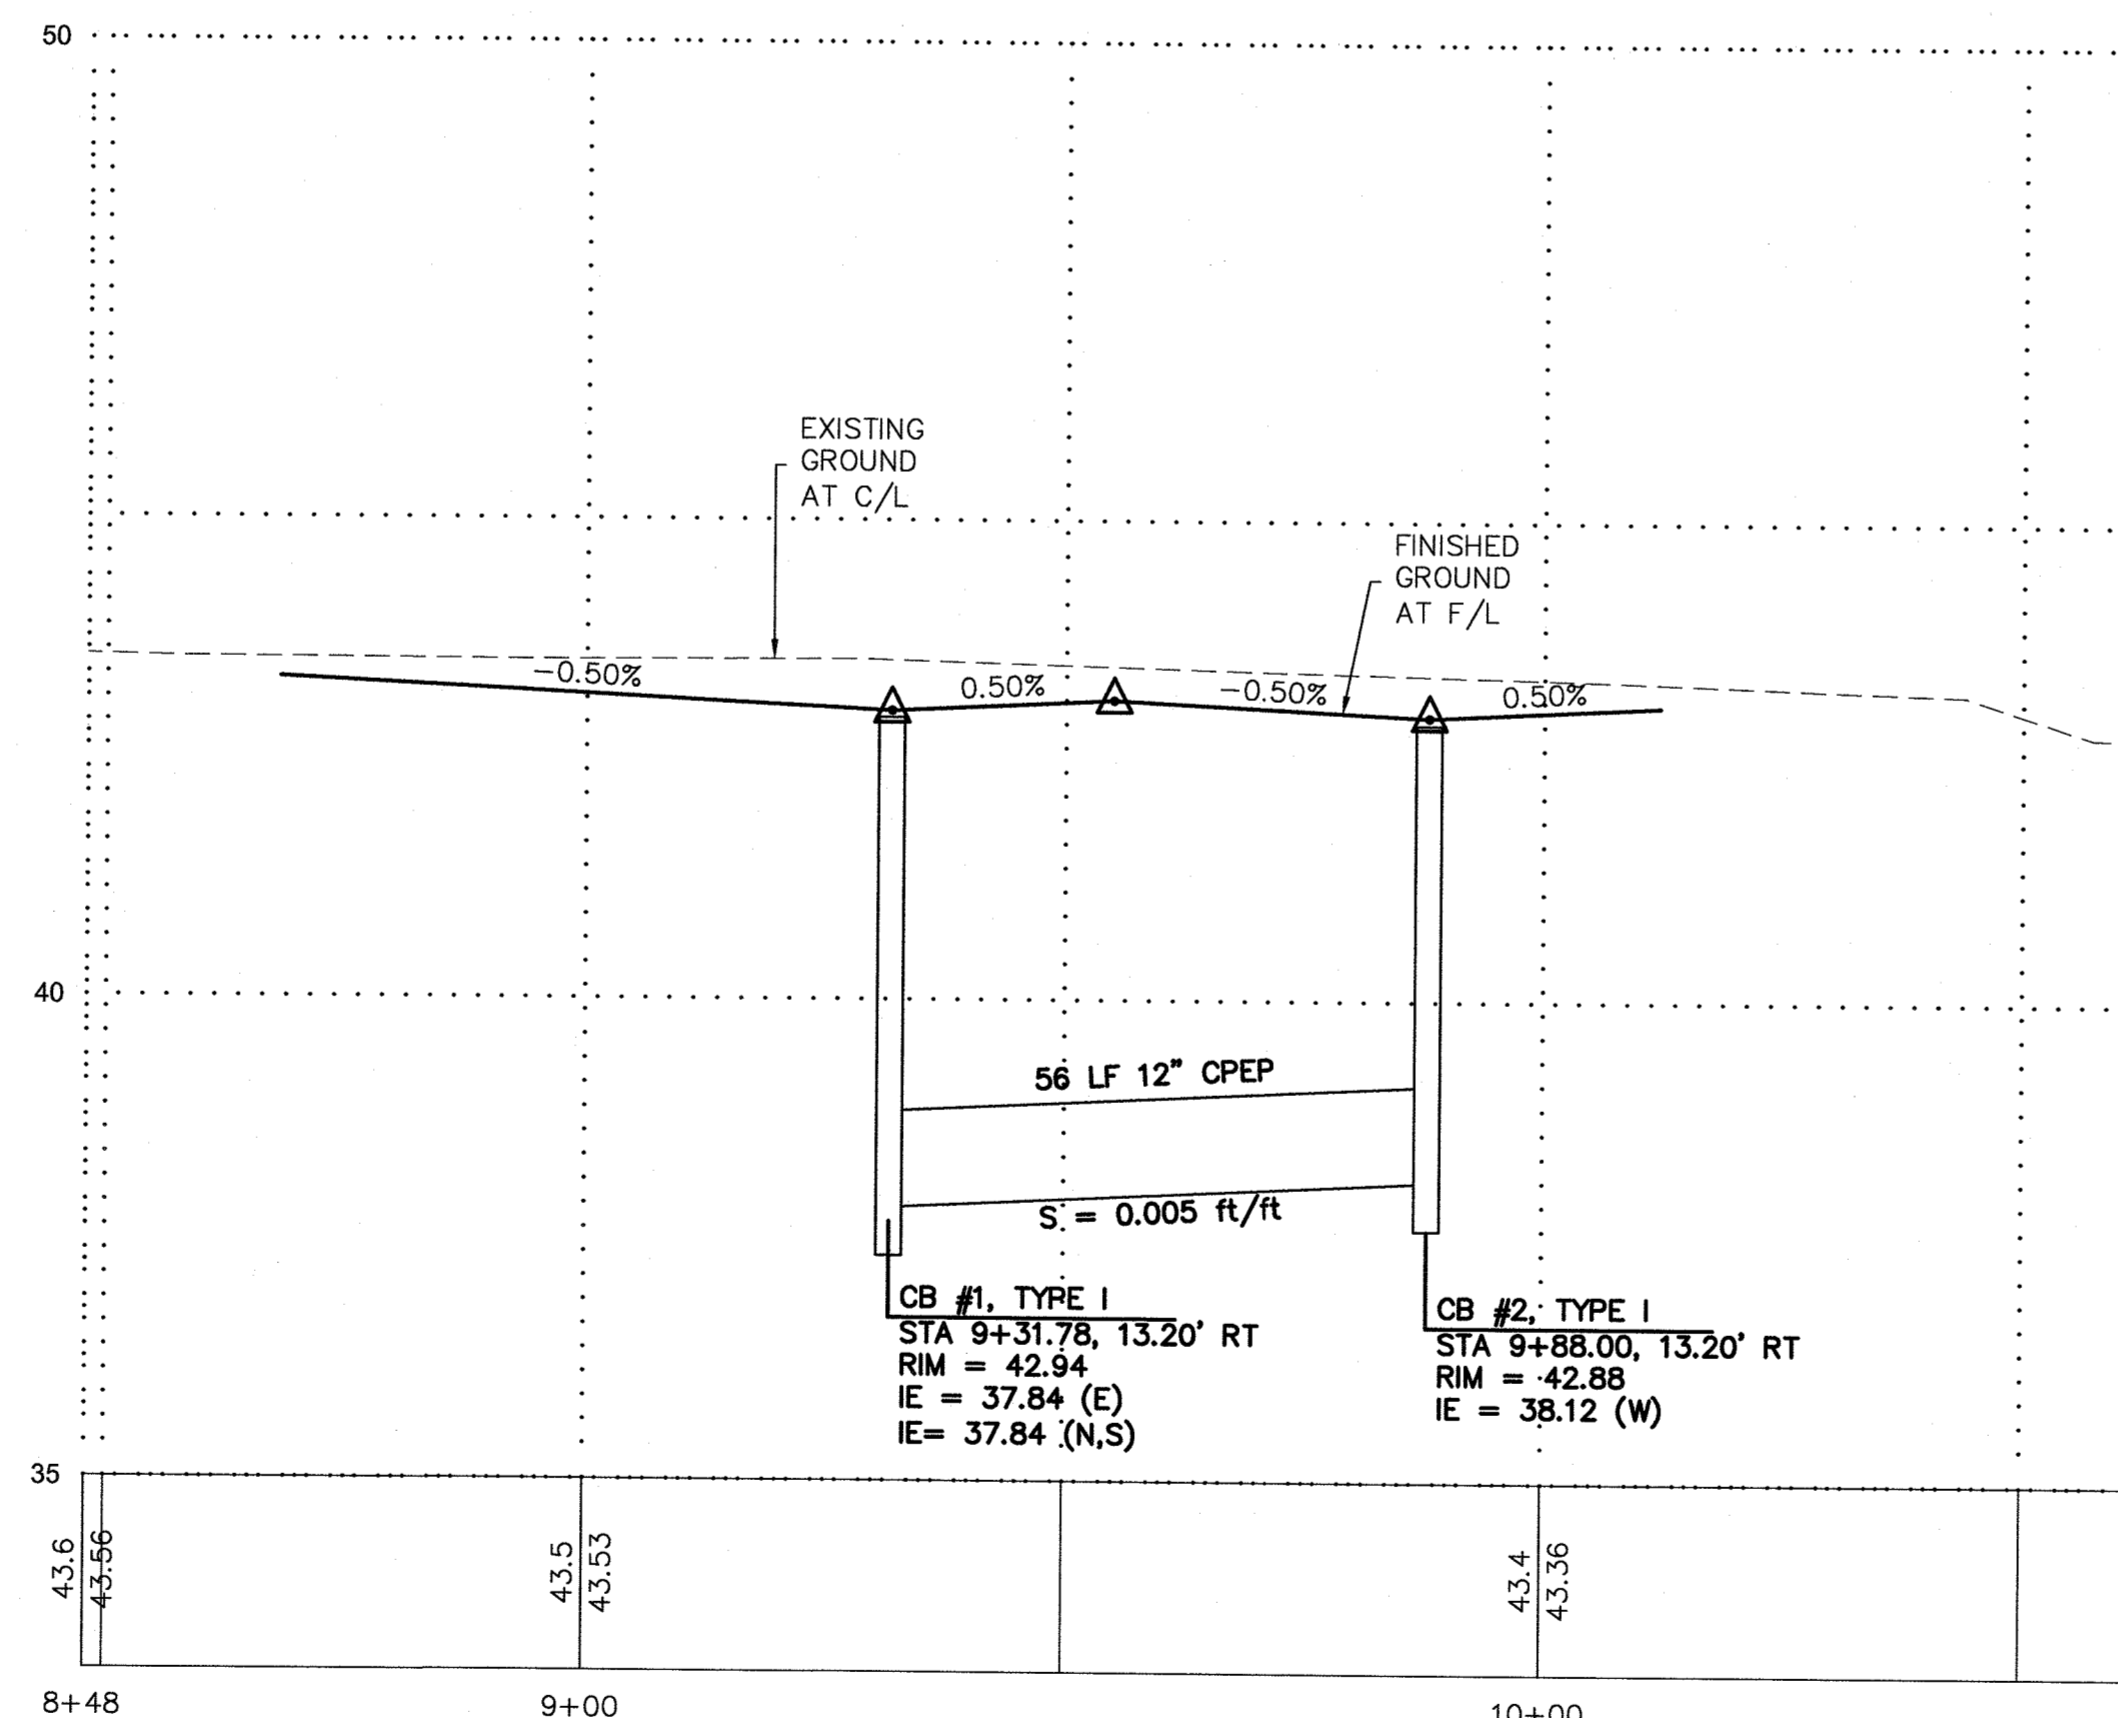 50
EXISTING
GROUND
AT C/L
FINISHED
GROUND
AT F/L
-0.50%
0.50%
-0.50%
0.50%
40
56 LF 12" CPEP
S = 0.005 ft/ft
CB #1, TYPE I
STA 9+31.78, 13.20' RT
RIM = 42.94
IE = 37.84 (E)
IE= 37.84 (N,S)
CB #2, TYPE I
STA 9+88.00, 13.20' RT
RIM = 42.88
IE = 38.12 (W)
35
43.6
43.56
43.5
43.53
43.4
43.36
8+48
9+00
10+00